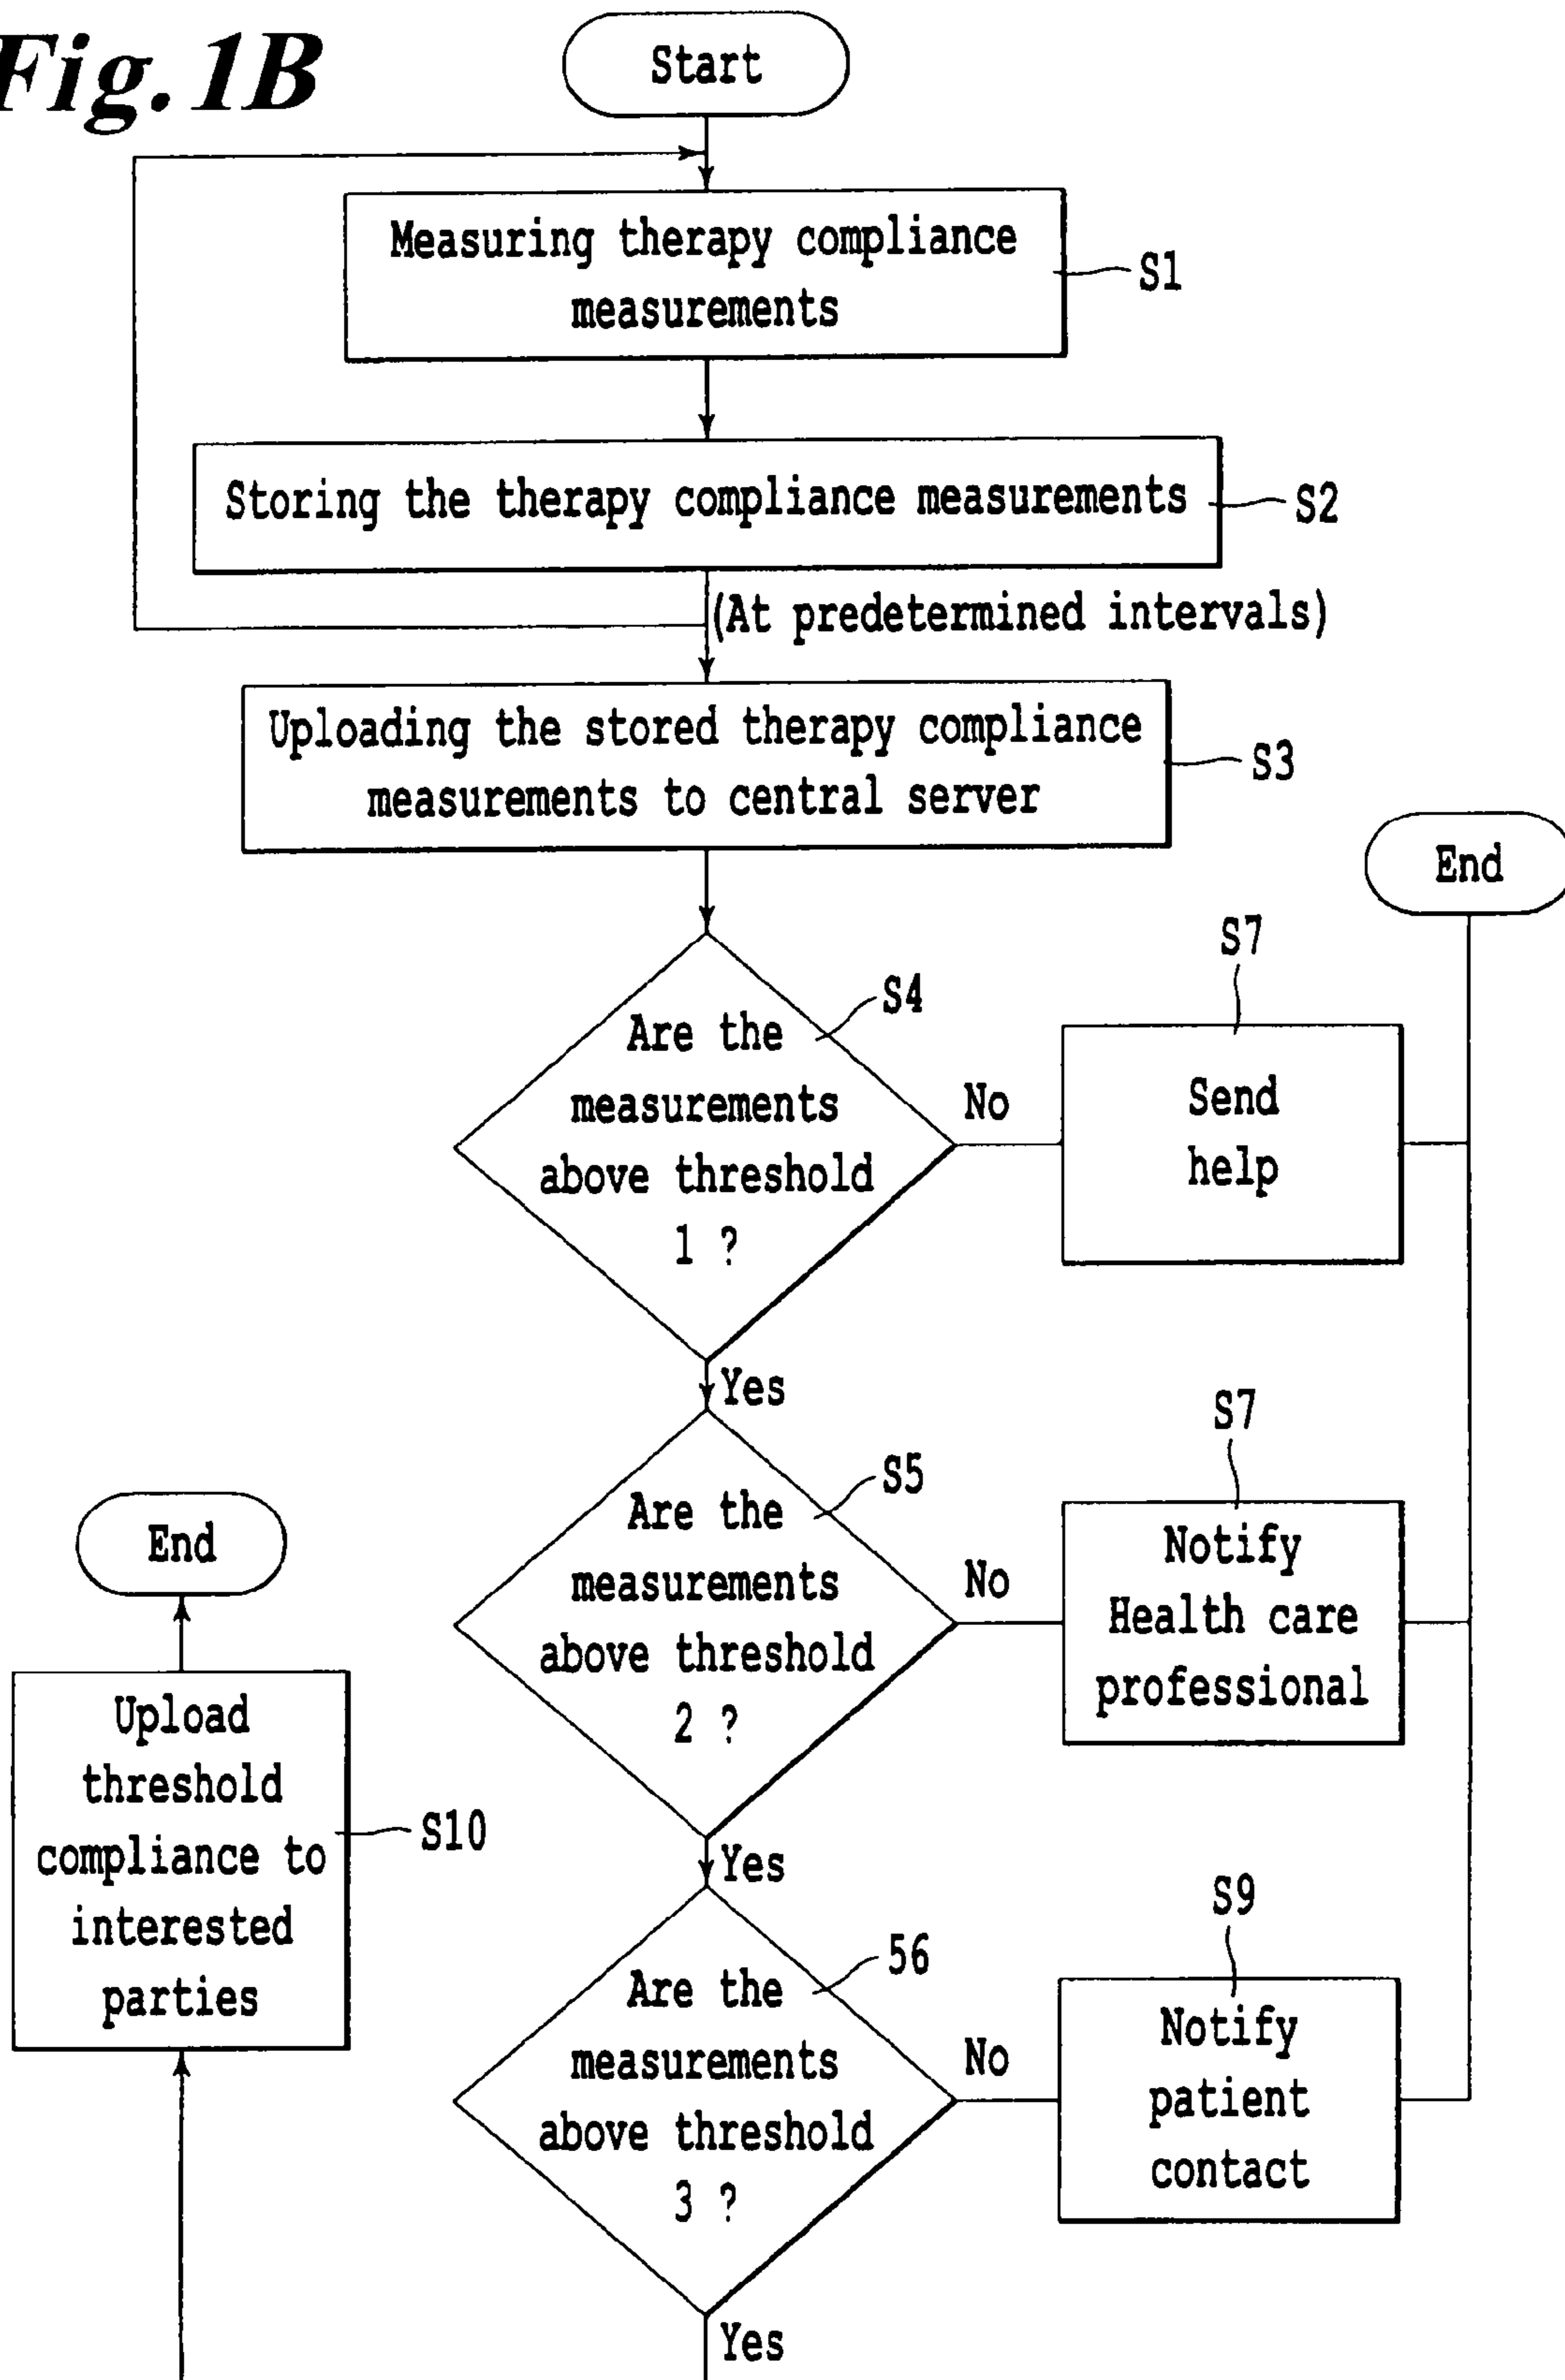 Fig. 1B
Start
Measuring therapy compliance
measurements
S1
Storing the therapy compliance measurements
S2
(At predetermined intervals)
Uploading the stored therapy compliance
measurements to central server
S3
End
S4
Are the
measurements
above threshold
1 ?
No
S7
Send
help
Yes
S5
Are the
measurements
above threshold
2 ?
No
S7
Notify
Health care
professional
End
Upload
threshold
compliance to
interested
parties
S10
Yes
56
Are the
measurements
above threshold
3 ?
No
S9
Notify
patient
contact
Yes